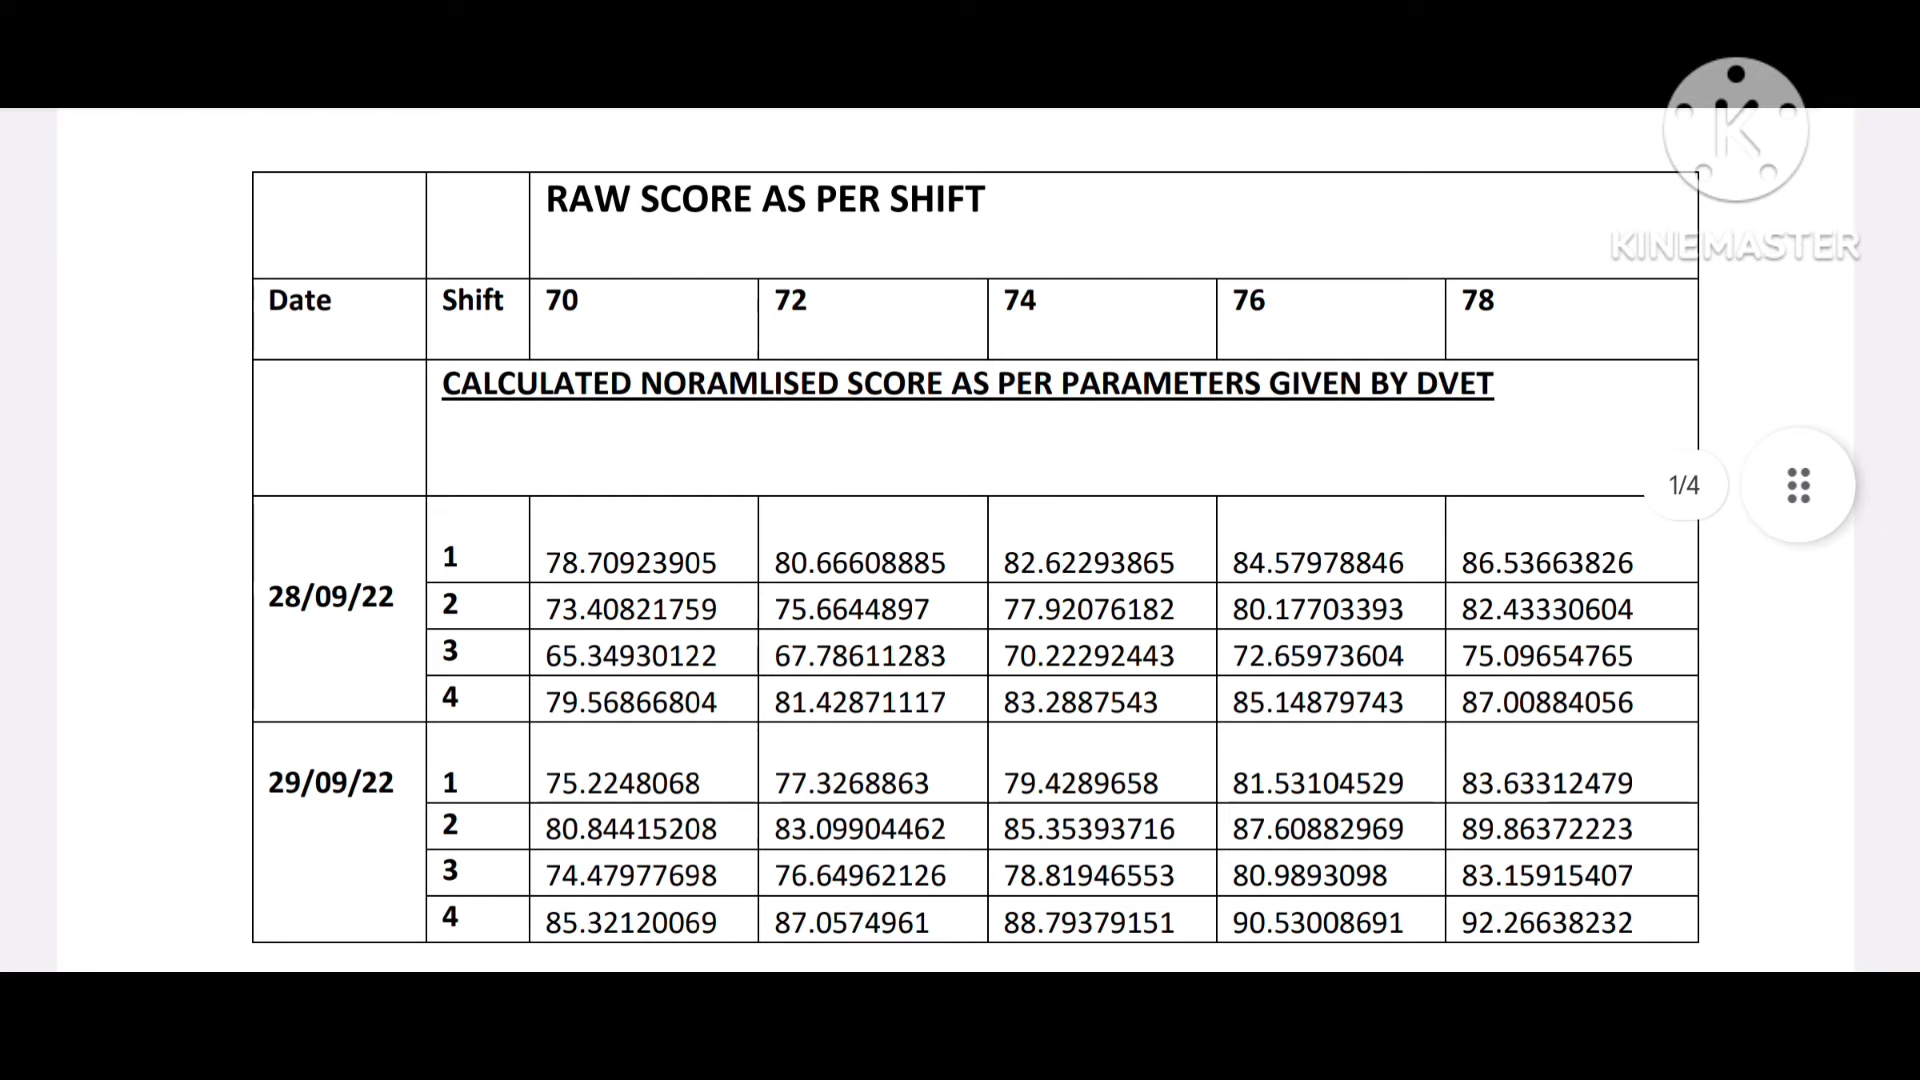 KINEMASTER
RAW SCORE AS PER SHIFT
Date Shift 70 72 74 76 78
CALCULATED NORAMLISED SCORE AS PER PARAMETERS GIVEN BY DVET
1/4
28/09/22
1 78.70923905 80.66608885 82.62293865 84.57978846 86.53663826
2 73.40821759 75.6644897 77.92076182 80.17703393 82.43330604
3 65.34930122 67.78611283 70.22292443 72.65973604 75.09654765
4 79.56866804 81.42871117 83.2887543 85.14879743 87.00884056
29/09/22 1 75.2248068 77.3268863 79.4289658 81.53104529 83.63312479
2 80.84415208 83.09904462 85.35393716 87.60882969 89.86372223
3 74.47977698 76.64962126 78.81946553 80.9893098 83.15915407
4 85.32120069 87.0574961 88.79379151 90.53008691 92.26638232